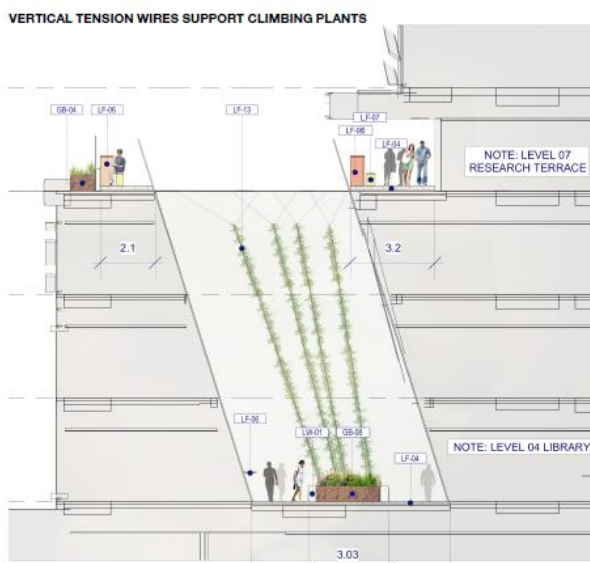 VERTICAL TENSION WIRES SUPPORT CLIMBING PLANTS
GB-04
LF-06
LF-13
LF-07
LF-06
LF-04
NOTE: LEVEL 07
RESEARCH TERRACE
2.1
3.2
LF-06
LW-01
GB-08
LF-04
NOTE: LEVEL 04 LIBRARY
3.03